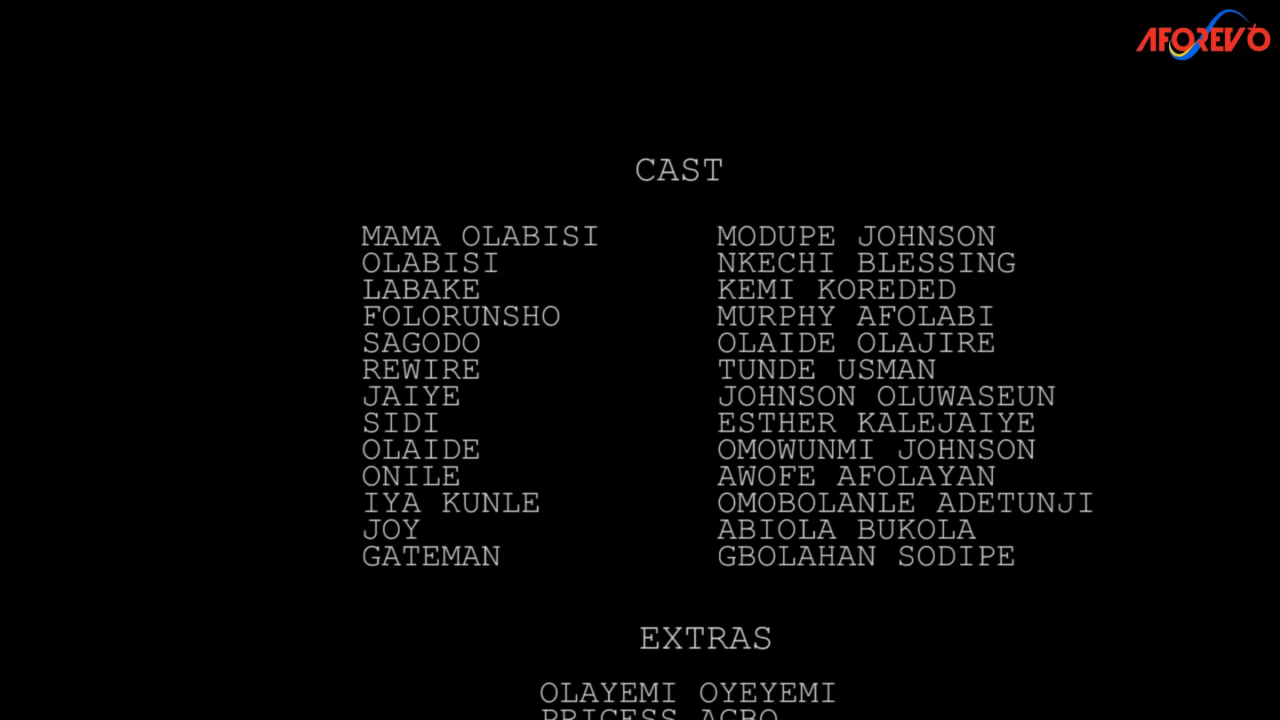 AFOREVO
CAST
MAMA OLABISI MODUPE JOHNSON
OLABISI NKECHI BLESSING
LABAKE KEMI KOREDED
FOLORUNSHO MURPHY AFOLABI
SAGODO OLAIDE OLAJIRE
REWIRE TUNDE USMAN
JAIYE JOHNSON OLUWASEUN
SIDI ESTHER KALEJAIYE
OLAIDE OMOWUNMI JOHNSON
ONILE AWOFE AFOLAYAN
IYA KUNLE OMOBOLANLE ADETUNJI
JOY ABIOLA BUKOLA
GATEMAN GBOLAHAN SODIPE
EXTRAS
OLAYEMI OYEYEMI
PRICESS AGBO